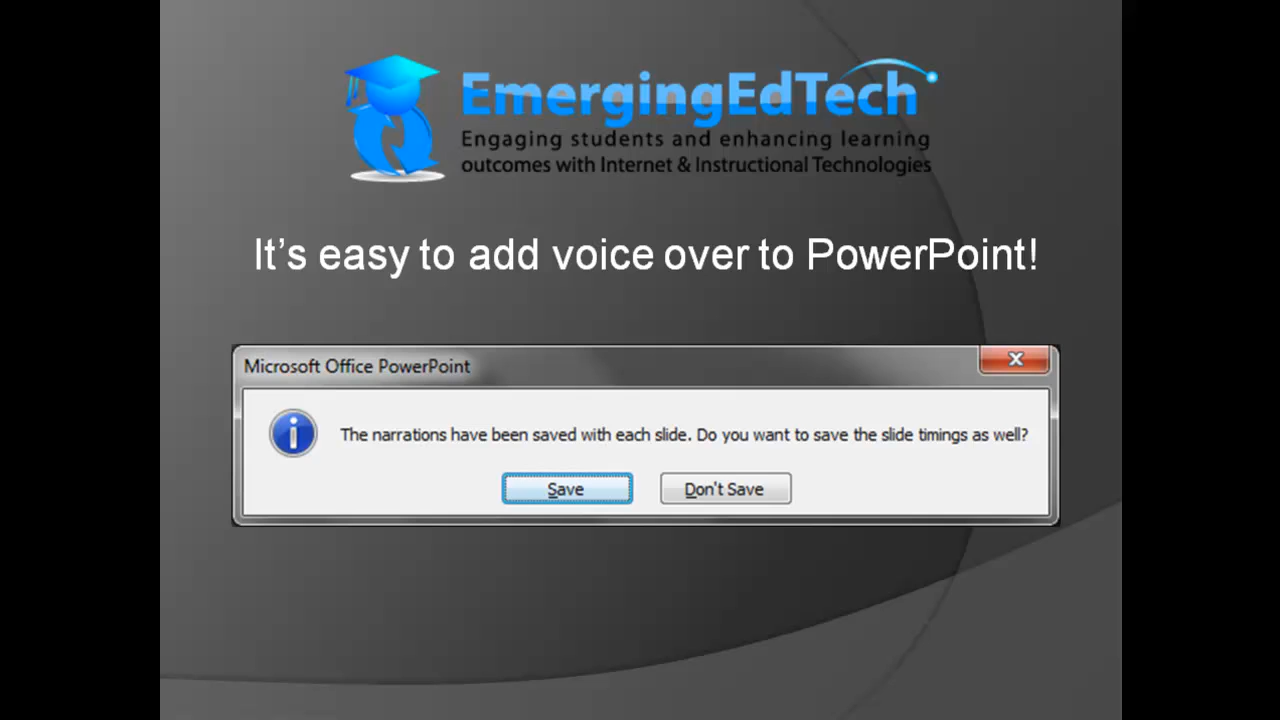 EmergingEdTech
Engaging students and enhancing learning
outcomes with Internet & Instructional Technologies
It’s easy to add voice over to PowerPoint!
Microsoft Office PowerPoint
The narrations have been saved with each slide. Do you want to save the slide timings as well?
Save
Don't Save